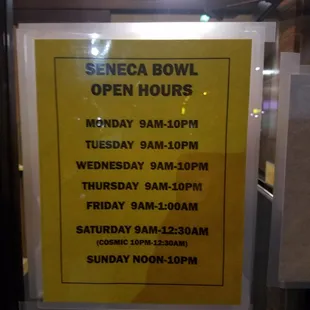 SENECA BOWL
OPEN HOURS
MONDAY 9AM-10PM
TUESDAY 9AM-10PM
WEDNESDAY 9AM-10PM
THURSDAY 9AM-10PM
FRIDAY 9AM-1:00AM
SATURDAY 9AM-12:30AM
(COSMIC 10PM-12:30AM)
SUNDAY NOON-10PM